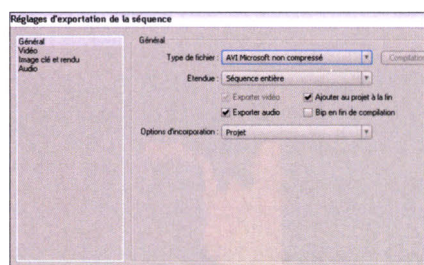 Réglages d'exportation de la séquence
Général
Vidéo
Image clé et rendu
Audio
Général
Type de fichier : AVI Microsoft non compressé
Compilation
Etendue : Séquence entière
Exporter vidéo Ajouter au projet à la fin
Exporter audio Bip en fin de compilation
Options d'incorporation : Projet